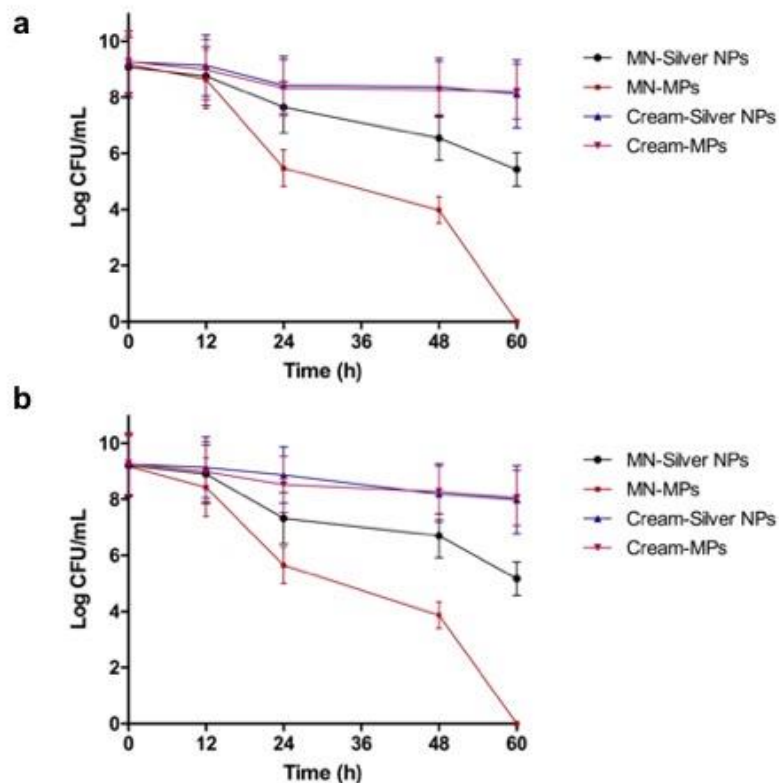 a
10
8
6
4
2
0
Log CFU/mL
0 12 24 36 48 60
Time (h)
MN-Silver NPs
MN-MPs
Cream-Silver NPs
Cream-MPs
b
10
8
6
4
2
0
Log CFU/mL
0 12 24 36 48 60
Time (h)
MN-Silver NPs
MN-MPs
Cream-Silver NPs
Cream-MPs